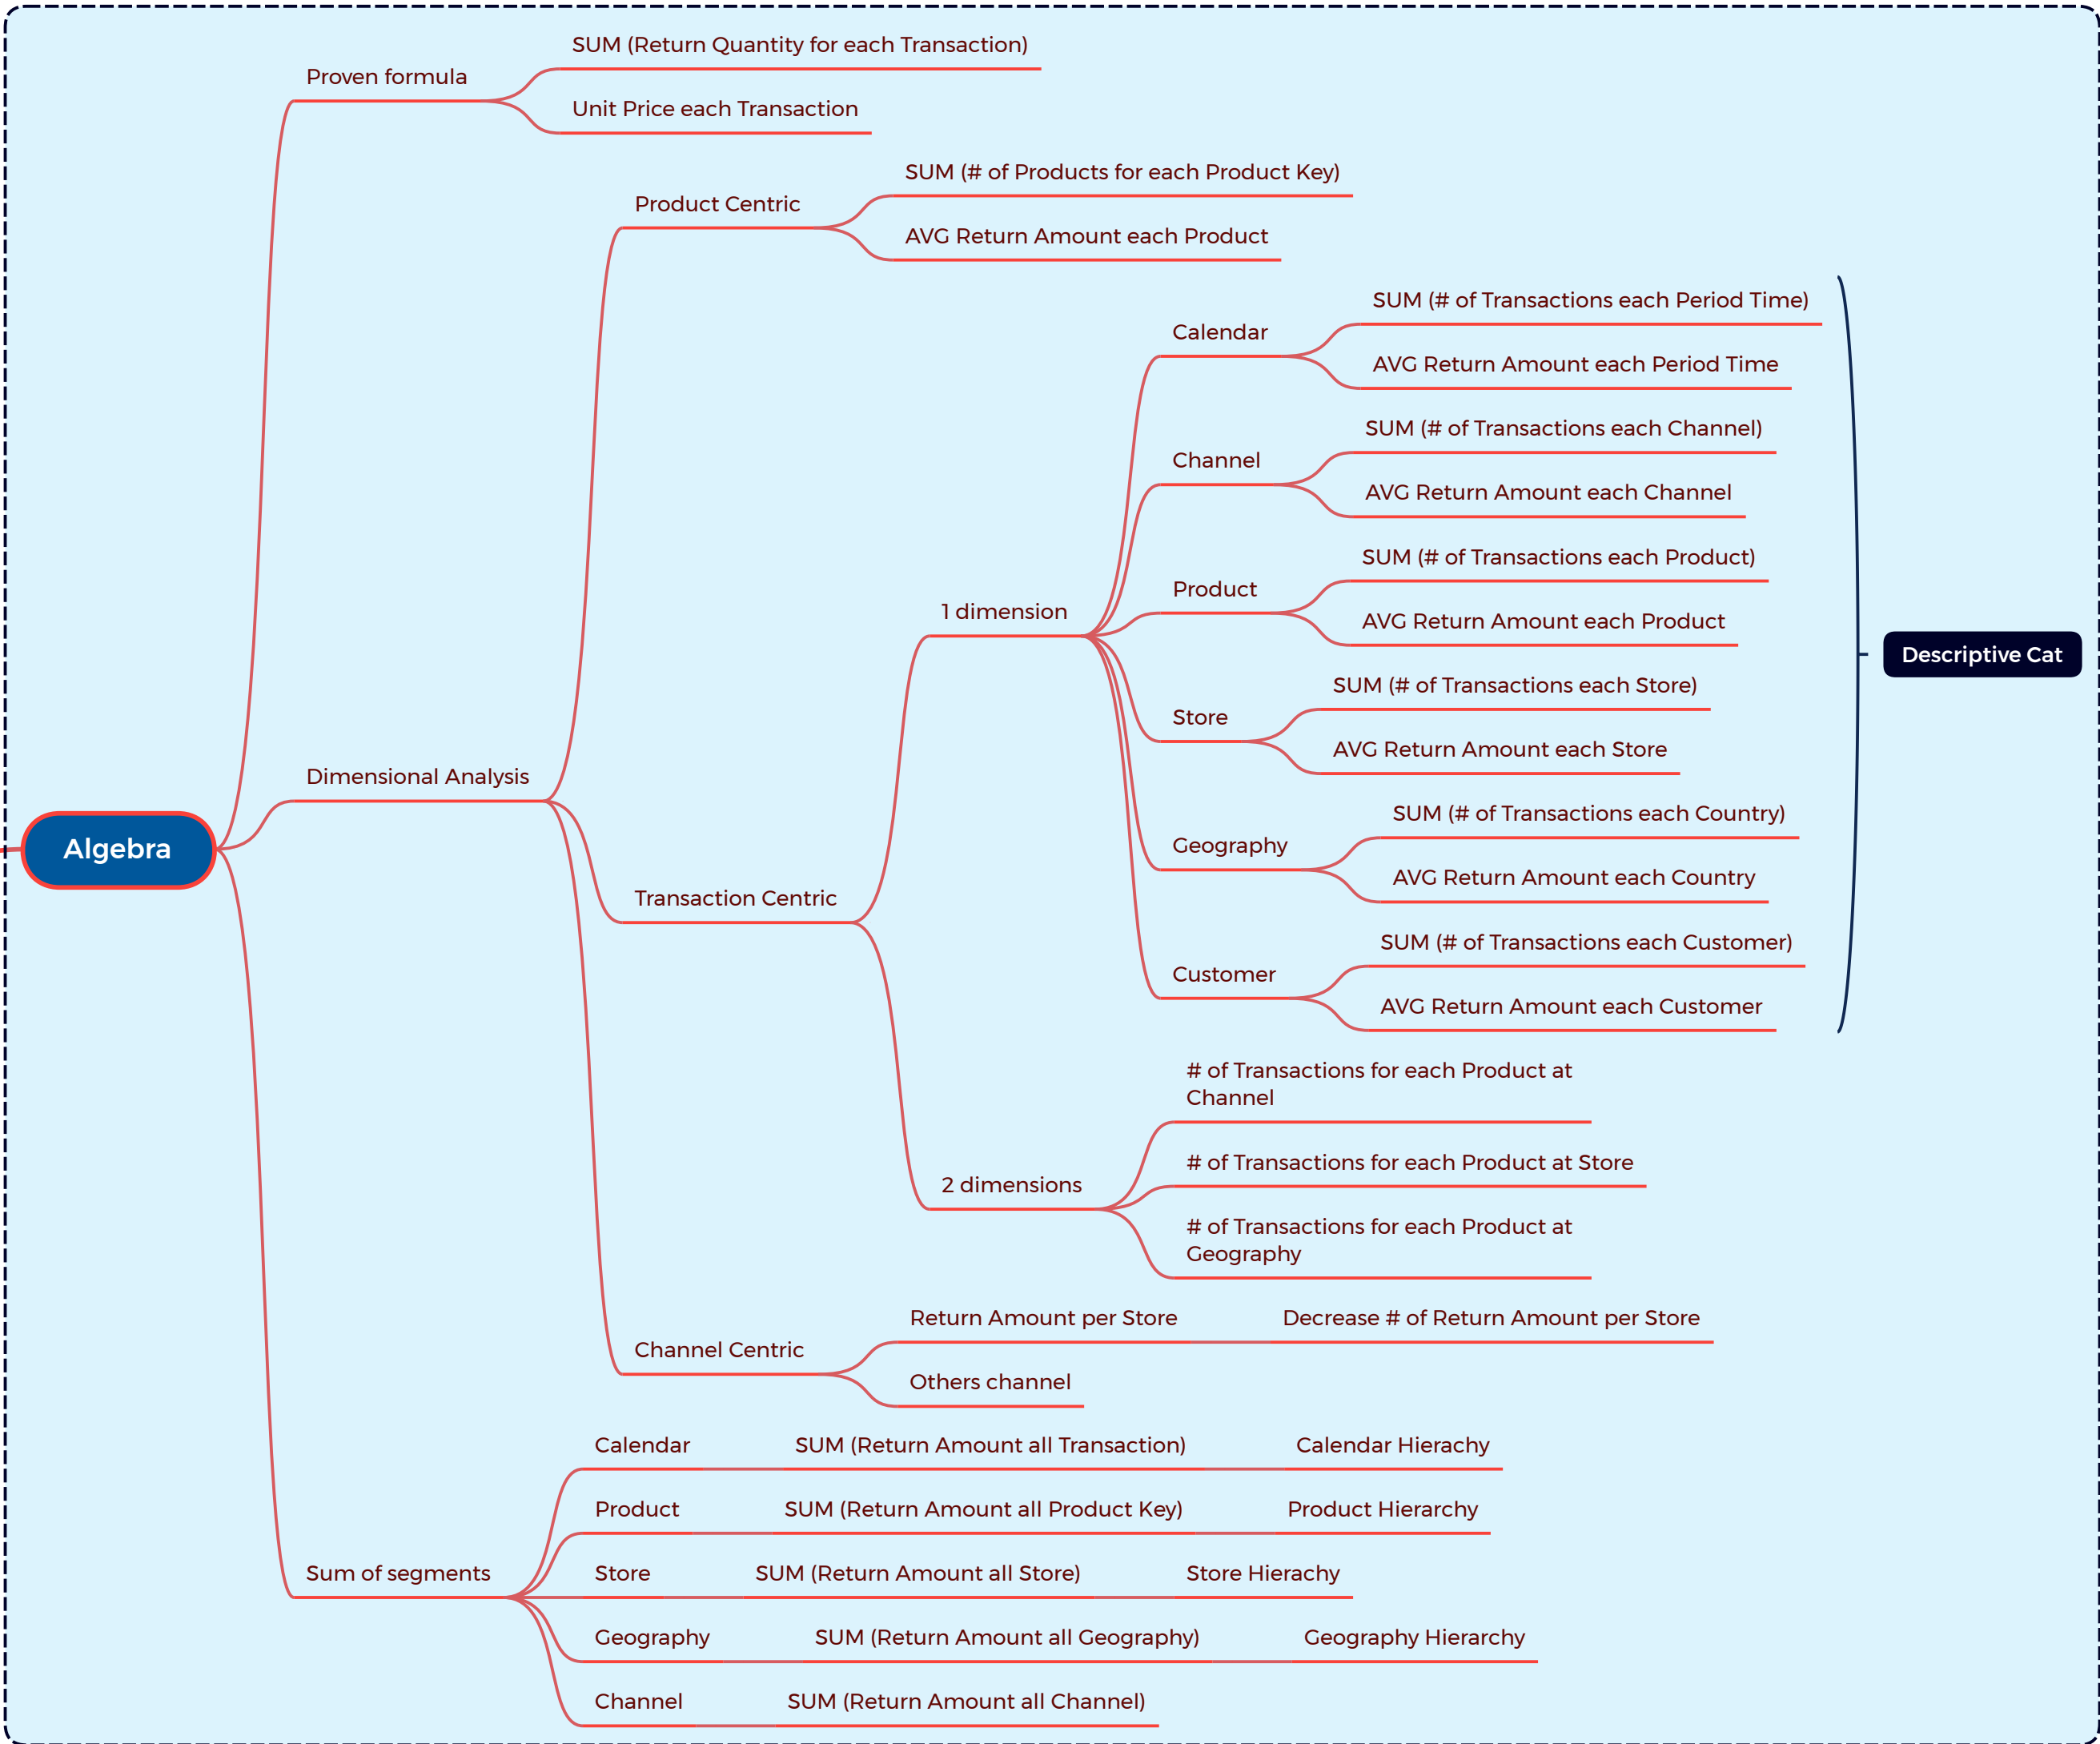 SUM (Return Quantity for each Transaction)
Proven formula
Unit Price each Transaction
SUM (# of Products for each Product Key)
Product Centric
AVG Return Amount each Product
SUM (# of Transactions each Period Time)
Calendar
AVG Return Amount each Period Time
SUM (# of Transactions each Channel)
Channel
AVG Return Amount each Channel
SUM (# of Transactions each Product)
Product
1 dimension
AVG Return Amount each Product
Descriptive Cat
SUM (# of Transactions each Store)
Store
AVG Return Amount each Store
Dimensional Analysis
SUM (# of Transactions each Country)
Geography
Algebra
AVG Return Amount each Country
Transaction Centric
SUM (# of Transactions each Customer)
Customer
AVG Return Amount each Customer
# of Transactions for each Product at
Channel
# of Transactions for each Product at Store
2 dimensions
# of Transactions for each Product at
Geography
Return Amount per Store
Decrease # of Return Amount per Store
Channel Centric
Others channel
Calendar
SUM (Return Amount all Transaction)
Calendar Hierachy
Product
SUM (Return Amount all Product Key)
Product Hierarchy
Sum of segments
Store
SUM (Return Amount all Store)
Store Hierachy
Geography
SUM (Return Amount all Geography)
Geography Hierarchy
Channel
SUM (Return Amount all Channel)